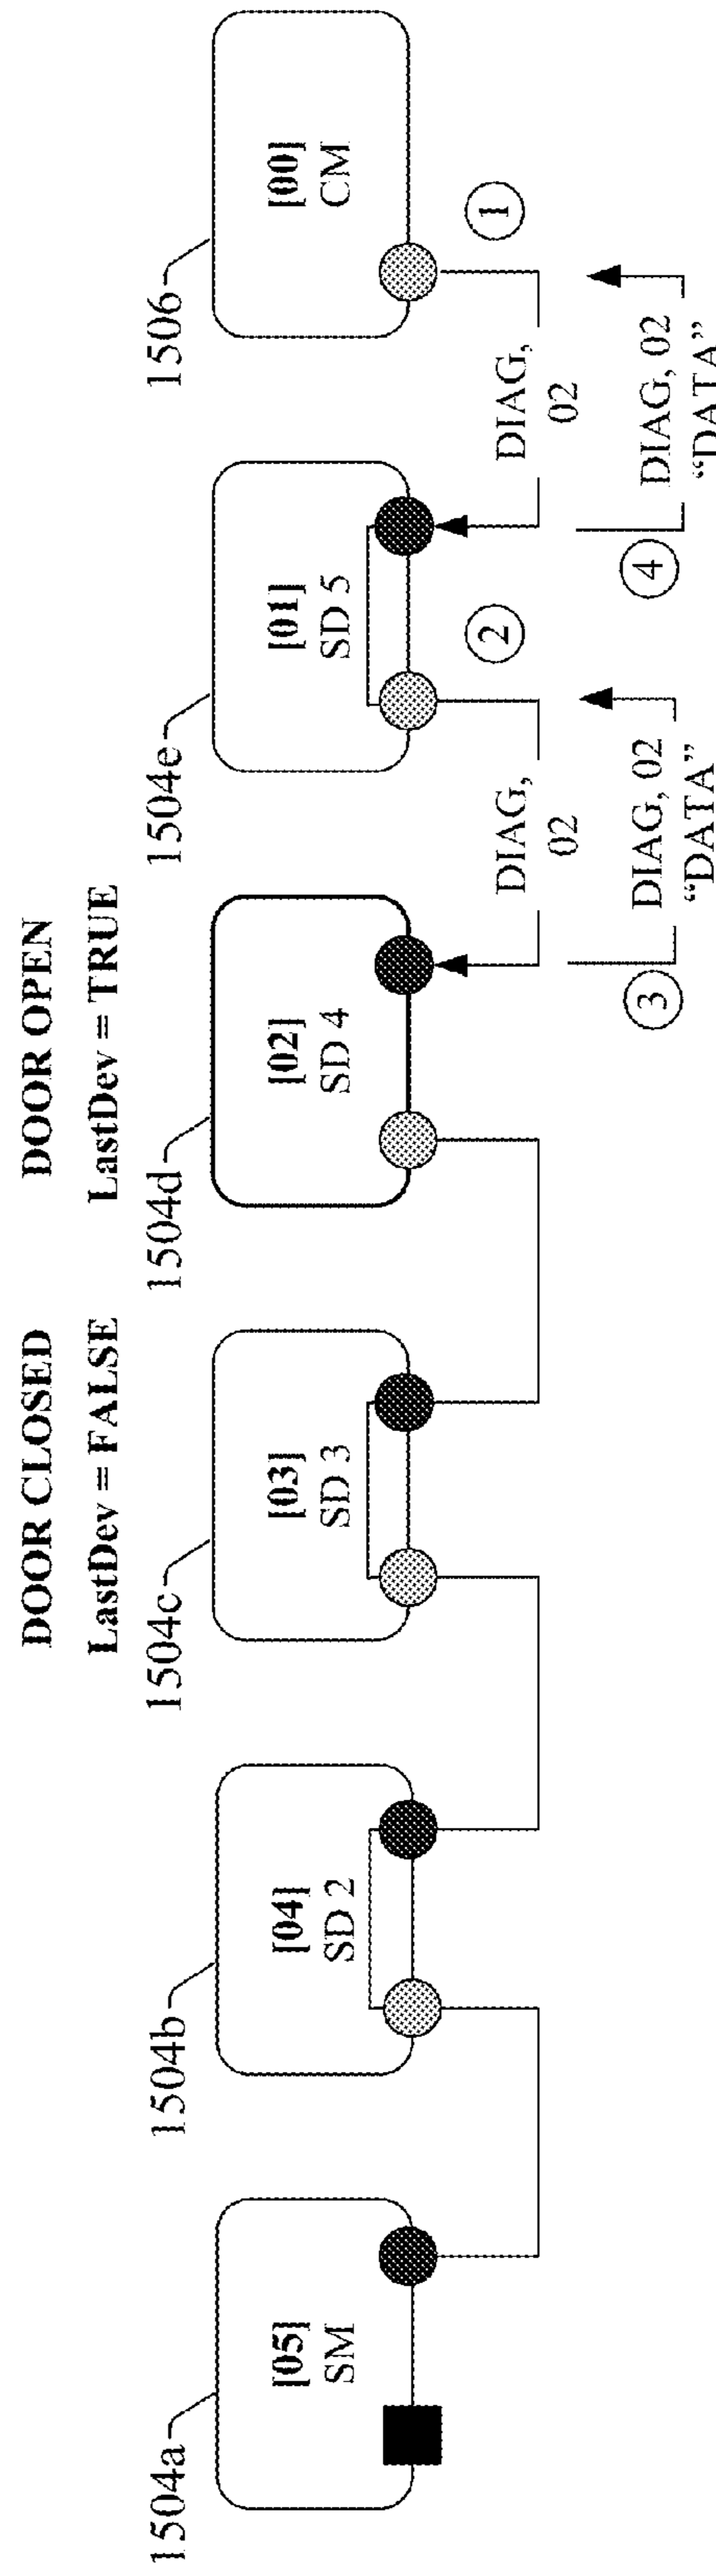 DOOR CLOSED
LastDev = FALSE
DOOR OPEN
LastDev = TRUE
1504a
[05]
SM
1504b
[04]
SD 2
1504c
[03]
SD 3
1504d
[02]
SD 4
1504e
[01]
SD 5
1506
[00]
CM
DIAG,
02
2
DIAG,
02
1
3
DIAG, 02
“DATA”
4
DIAG, 02
“DATA”